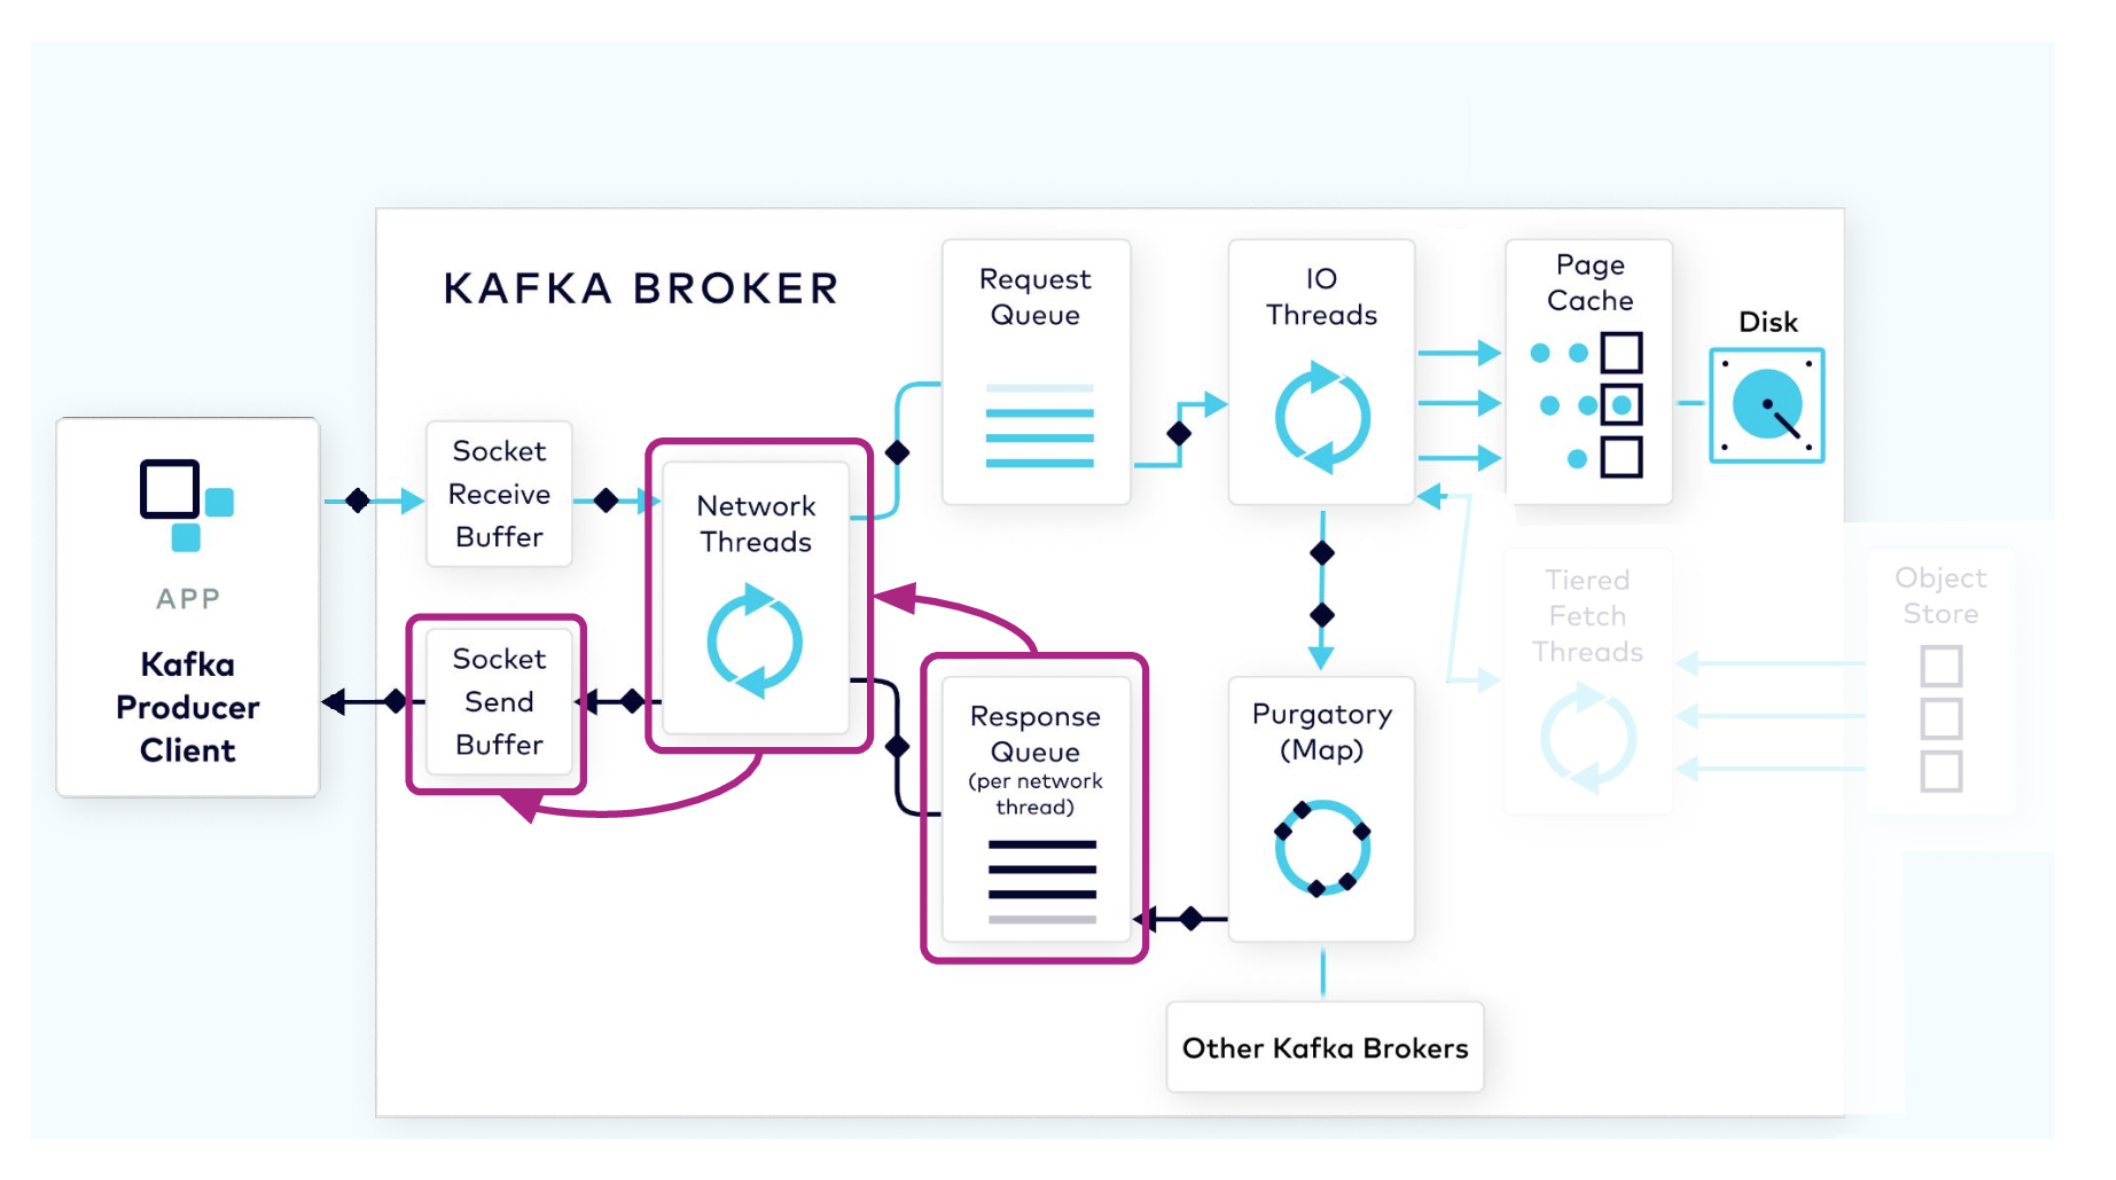 KAFKA BROKER
APP
Kafka
Producer
Client
Socket
Receive
Buffer
Socket
Send
Buffer
Network
Threads
Request
Queue
Response
Queue
(per network
thread)
IO
Threads
Purgatory
(Map)
Other Kafka Brokers
Page
Cache
Disk
Tiered
Fetch
Threads
Object
Store